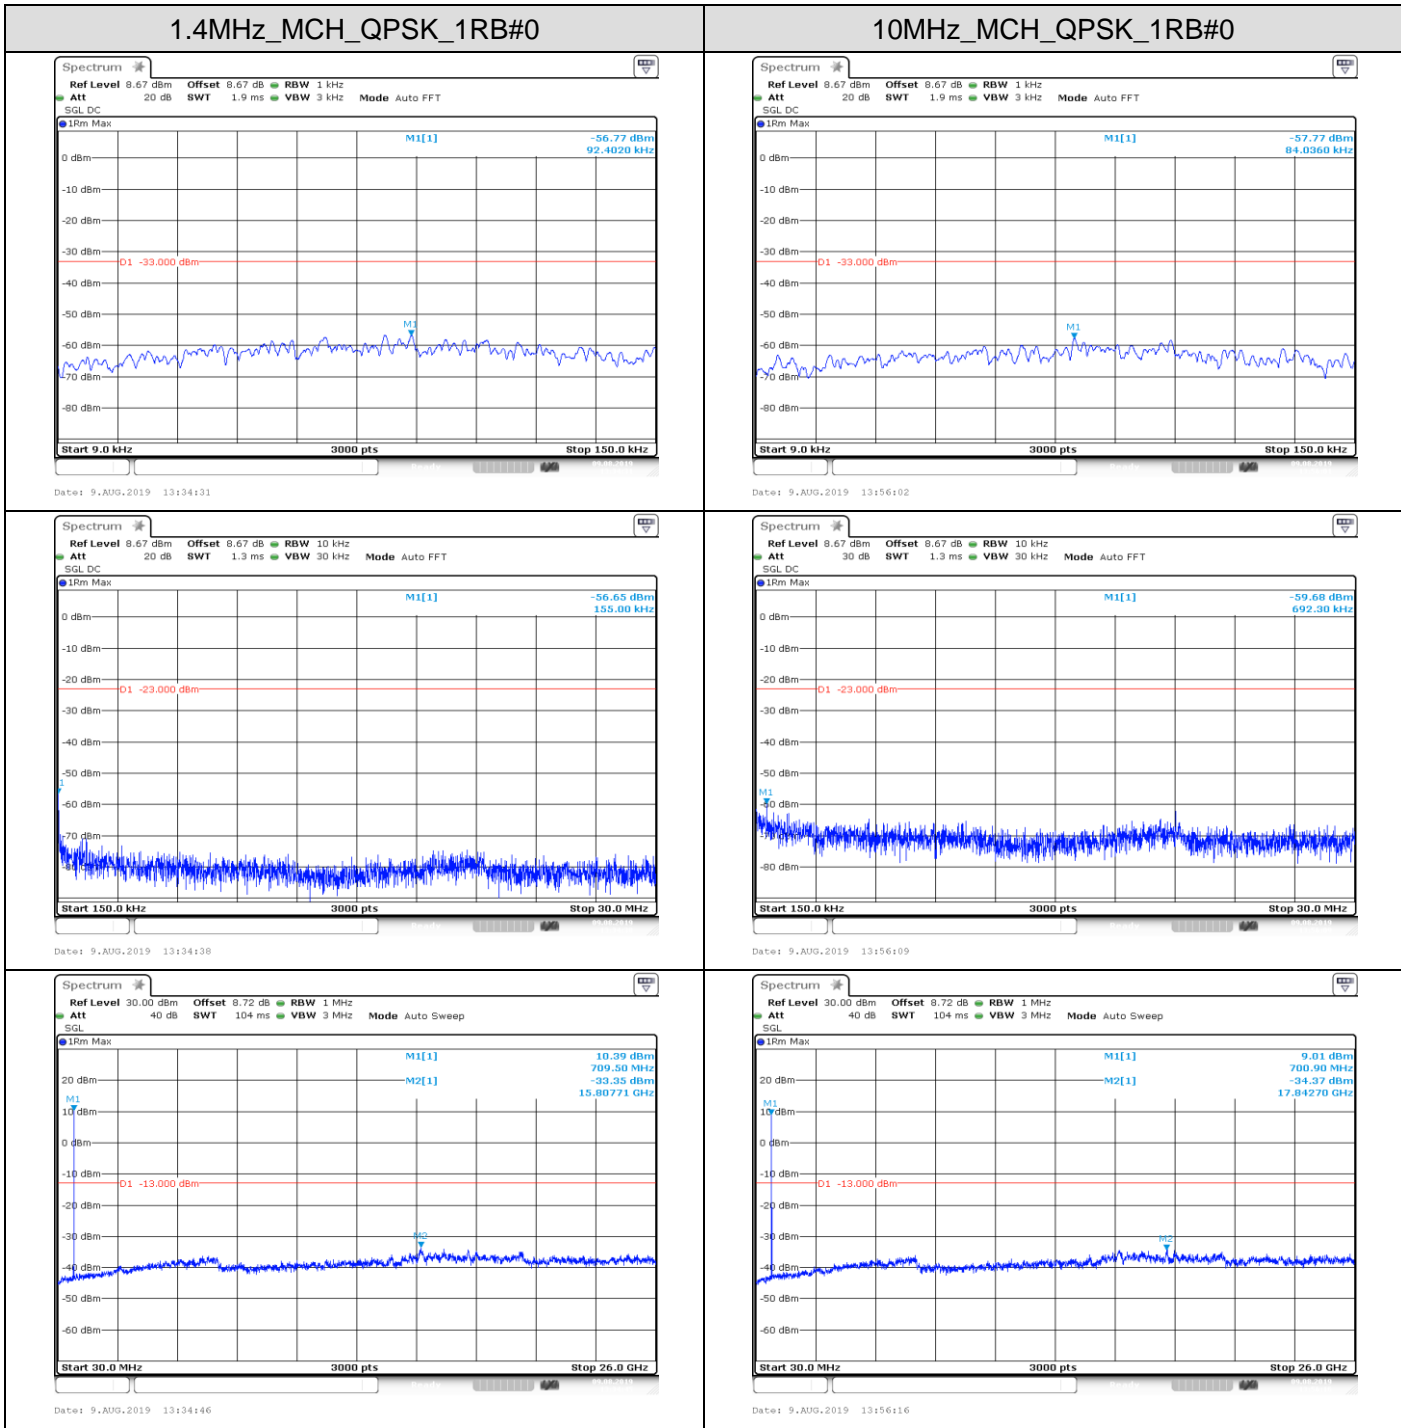 1.4MHz_MCH_QPSK_1RB#0
10MHz_MCH_QPSK_1RB#0
Spectrum
Ref Level 8.67 dBm Offset 8.67 dB RBW 1 kHz
Att 20 dB SWT 1.9 ms VBW 3 kHz Mode Auto FFT
SGL DC
1Rm Max
M1[1] -56.77 dBm
92.4020 kHz
0 dBm
-10 dBm
-20 dBm
-30 dBm
D1 -33.000 dBm
-40 dBm
-50 dBm
M1
-60 dBm
-70 dBm
-80 dBm
Start 9.0 kHz 3000 pts Stop 150.0 kHz
Date: 9.AUG.2019 13:34:31
Spectrum
Ref Level 8.67 dBm Offset 8.67 dB RBW 1 kHz
Att 20 dB SWT 1.9 ms VBW 3 kHz Mode Auto FFT
SGL DC
1Rm Max
M1[1] -57.77 dBm
84.0360 kHz
0 dBm
-10 dBm
-20 dBm
-30 dBm
D1 -33.000 dBm
-40 dBm
-50 dBm
M1
-60 dBm
-70 dBm
-80 dBm
Start 9.0 kHz 3000 pts Stop 150.0 kHz
Date: 9.AUG.2019 13:56:02
Spectrum
Ref Level 8.67 dBm Offset 8.67 dB RBW 10 kHz
Att 20 dB SWT 1.3 ms VBW 30 kHz Mode Auto FFT
SGL DC
1Rm Max
M1[1] -56.65 dBm
155.00 kHz
0 dBm
-10 dBm
-20 dBm
D1 -23.000 dBm
-30 dBm
-40 dBm
-50 dBm
1
-60 dBm
-70 dBm
-80 dBm
Start 150.0 kHz 3000 pts Stop 30.0 MHz
Date: 9.AUG.2019 13:34:38
Spectrum
Ref Level 8.67 dBm Offset 8.67 dB RBW 10 kHz
Att 30 dB SWT 1.3 ms VBW 30 kHz Mode Auto FFT
SGL DC
1Rm Max
M1[1] -59.68 dBm
692.30 kHz
0 dBm
-10 dBm
-20 dBm
D1 -23.000 dBm
-30 dBm
-40 dBm
-50 dBm
M1
-60 dBm
-70 dBm
-80 dBm
Start 150.0 kHz 3000 pts Stop 30.0 MHz
Date: 9.AUG.2019 13:56:09
Spectrum
Ref Level 30.00 dBm Offset 8.72 dB RBW 1 MHz
Att 40 dB SWT 104 ms VBW 3 MHz Mode Auto Sweep
SGL
1Rm Max
M1[1] 10.39 dBm
709.50 MHz
20 dBm M2[1] -33.35 dBm
15.80771 GHz
M1
10 dBm
0 dBm
-10 dBm
D1 -13.000 dBm
-20 dBm
-30 dBm M2
-40 dBm
-50 dBm
-60 dBm
Start 30.0 MHz 3000 pts Stop 26.0 GHz
Date: 9.AUG.2019 13:34:46
Spectrum
Ref Level 30.00 dBm Offset 8.72 dB RBW 1 MHz
Att 40 dB SWT 104 ms VBW 3 MHz Mode Auto Sweep
SGL
1Rm Max
M1[1] 9.01 dBm
700.90 MHz
20 dBm M2[1] -34.37 dBm
17.84270 GHz
M1
10 dBm
0 dBm
-10 dBm
D1 -13.000 dBm
-20 dBm
-30 dBm M2
-40 dBm
-50 dBm
-60 dBm
Start 30.0 MHz 3000 pts Stop 26.0 GHz
Date: 9.AUG.2019 13:56:16